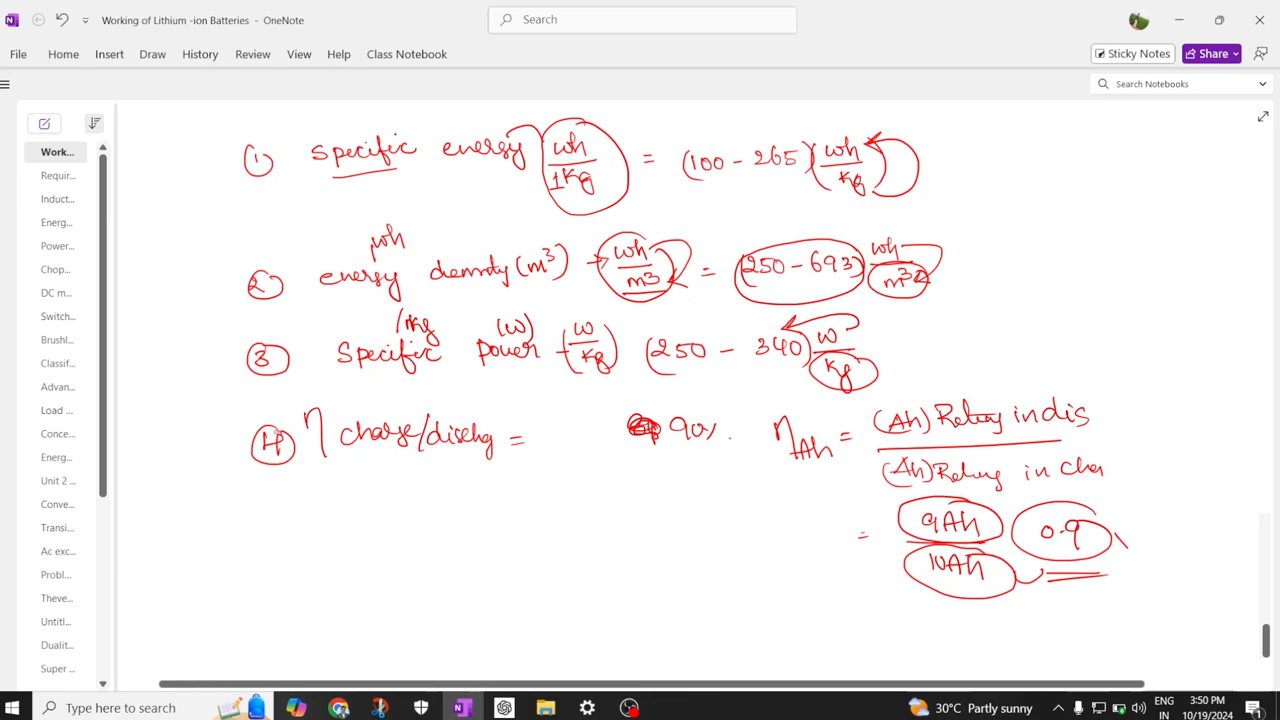 Working of Lithium -ion Batteries - OneNote
Search
File Home Insert Draw History Review View Help Class Notebook
Sticky Notes
Share
Search Notebooks
Work...
Requir...
Induct...
Energ...
Power...
Chop...
DC m...
Switch...
Brushl...
Classif...
Advan...
Load ...
Conce...
Energ...
Unit 2 ...
Conve...
Transi...
Ac exc...
Probl...
Theve...
Untitl...
Dualit...
Super ...
(1) Specific energy wh/1Kg = (100 - 265) (wh/Kg)
wh
(2) energy density (m³) → wh/m³ = (250 - 693) wh/m³
/1Kg (w)
(3) Specific power - (w/Kg) (250 - 340) w/Kg
(4) η charge/dischg = 90%. ηAh = (Ah) Rating in dis
(Ah) Rating in Cha
= 9Ah 0.9
10Ah
Type here to search
30°C Partly sunny
ENG
IN
3:50 PM
10/19/2024